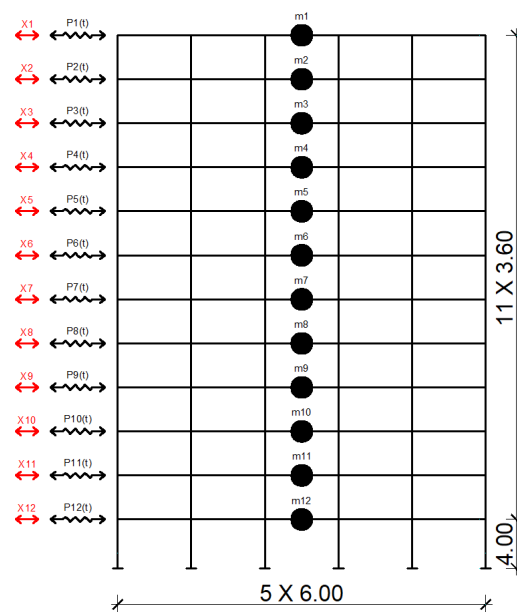 X1 P1(t) m1
X2 P2(t) m2
X3 P3(t) m3
X4 P4(t) m4
X5 P5(t) m5
X6 P6(t) m6
X7 P7(t) m7
X8 P8(t) m8
X9 P9(t) m9
X10 P10(t) m10
X11 P11(t) m11
X12 P12(t) m12
11 X 3.60
4.00
5 X 6.00